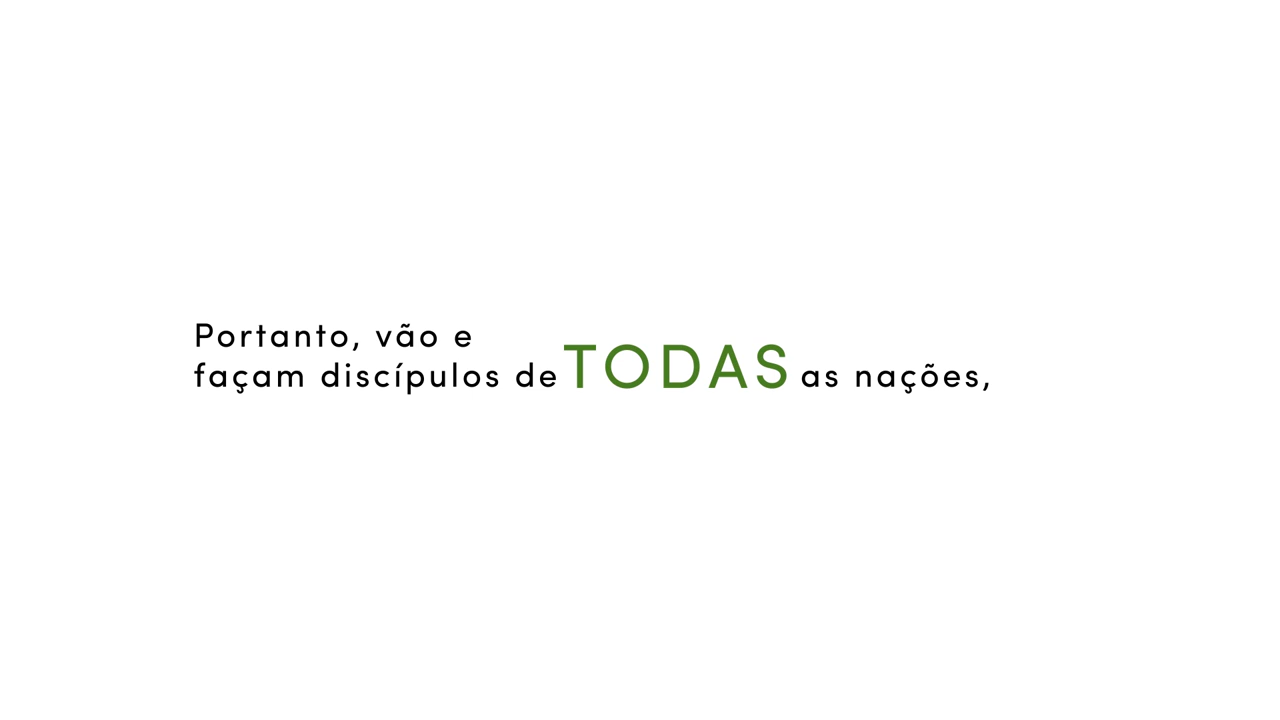 Portanto, vão e
façam discípulos de TODAS as nações,